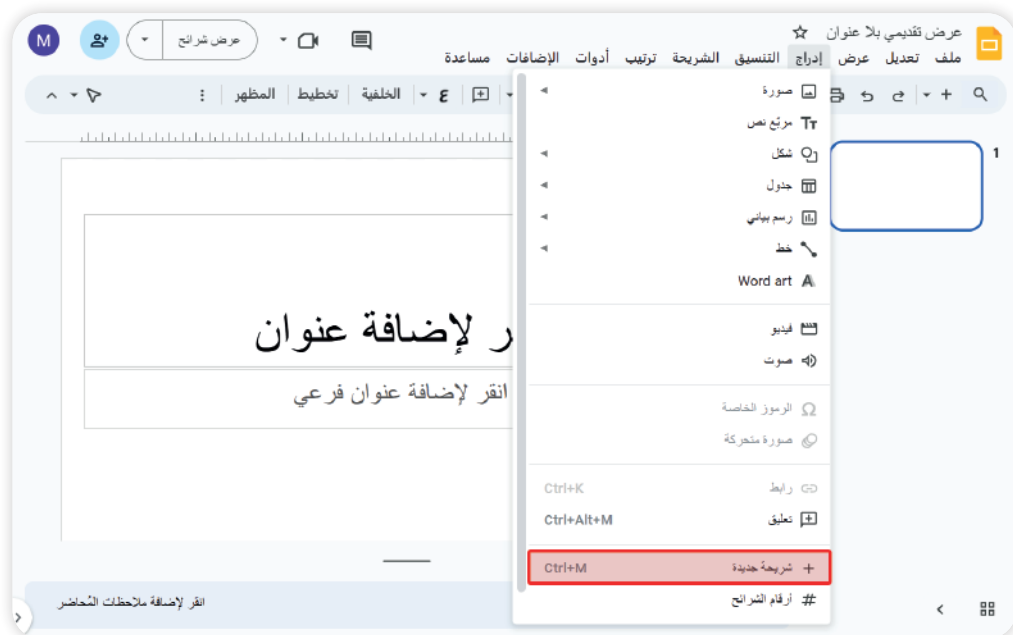 عرض تقديمي بلا عنوان
ملف تعديل عرض إدراج التنسيق الشريحة ترتيب أدوات الإضافات مساعدة
عرض شرائح
M
الخلفية تخطيط المظهر
1
صورة
مربّع نص
شكل
جدول
رسم بياني
خط
Word art
فيديو
صوت
الرموز الخاصة
صورة متحركة
رابط Ctrl+K
تعليق Ctrl+Alt+M
شريحة جديدة Ctrl+M
أرقام الشرائح
ر لإضافة عنوان
انقر لإضافة عنوان فرعي
انقر لإضافة ملاحظات المُحاضر